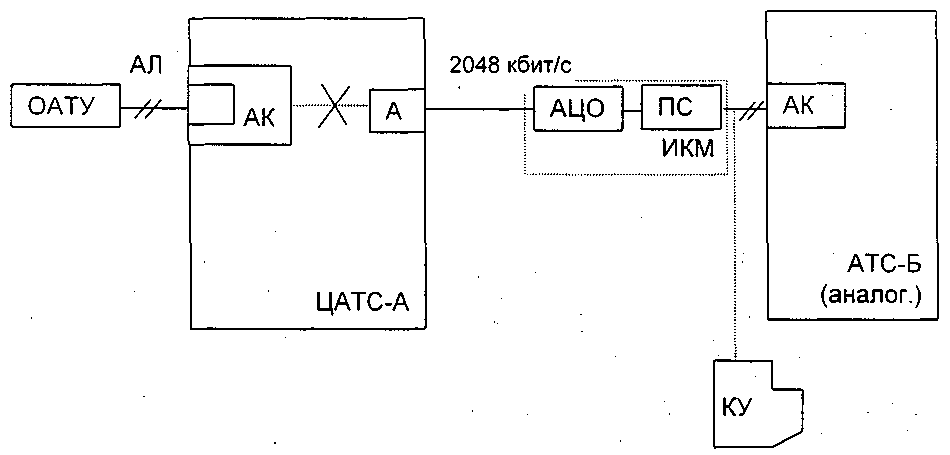 АЛ
2048 кбит/с
ОАТУ
АК
А
АЦО
ПС
АК
ИКМ
ЦАТС-А
АТС-Б
(аналог.)
КУ